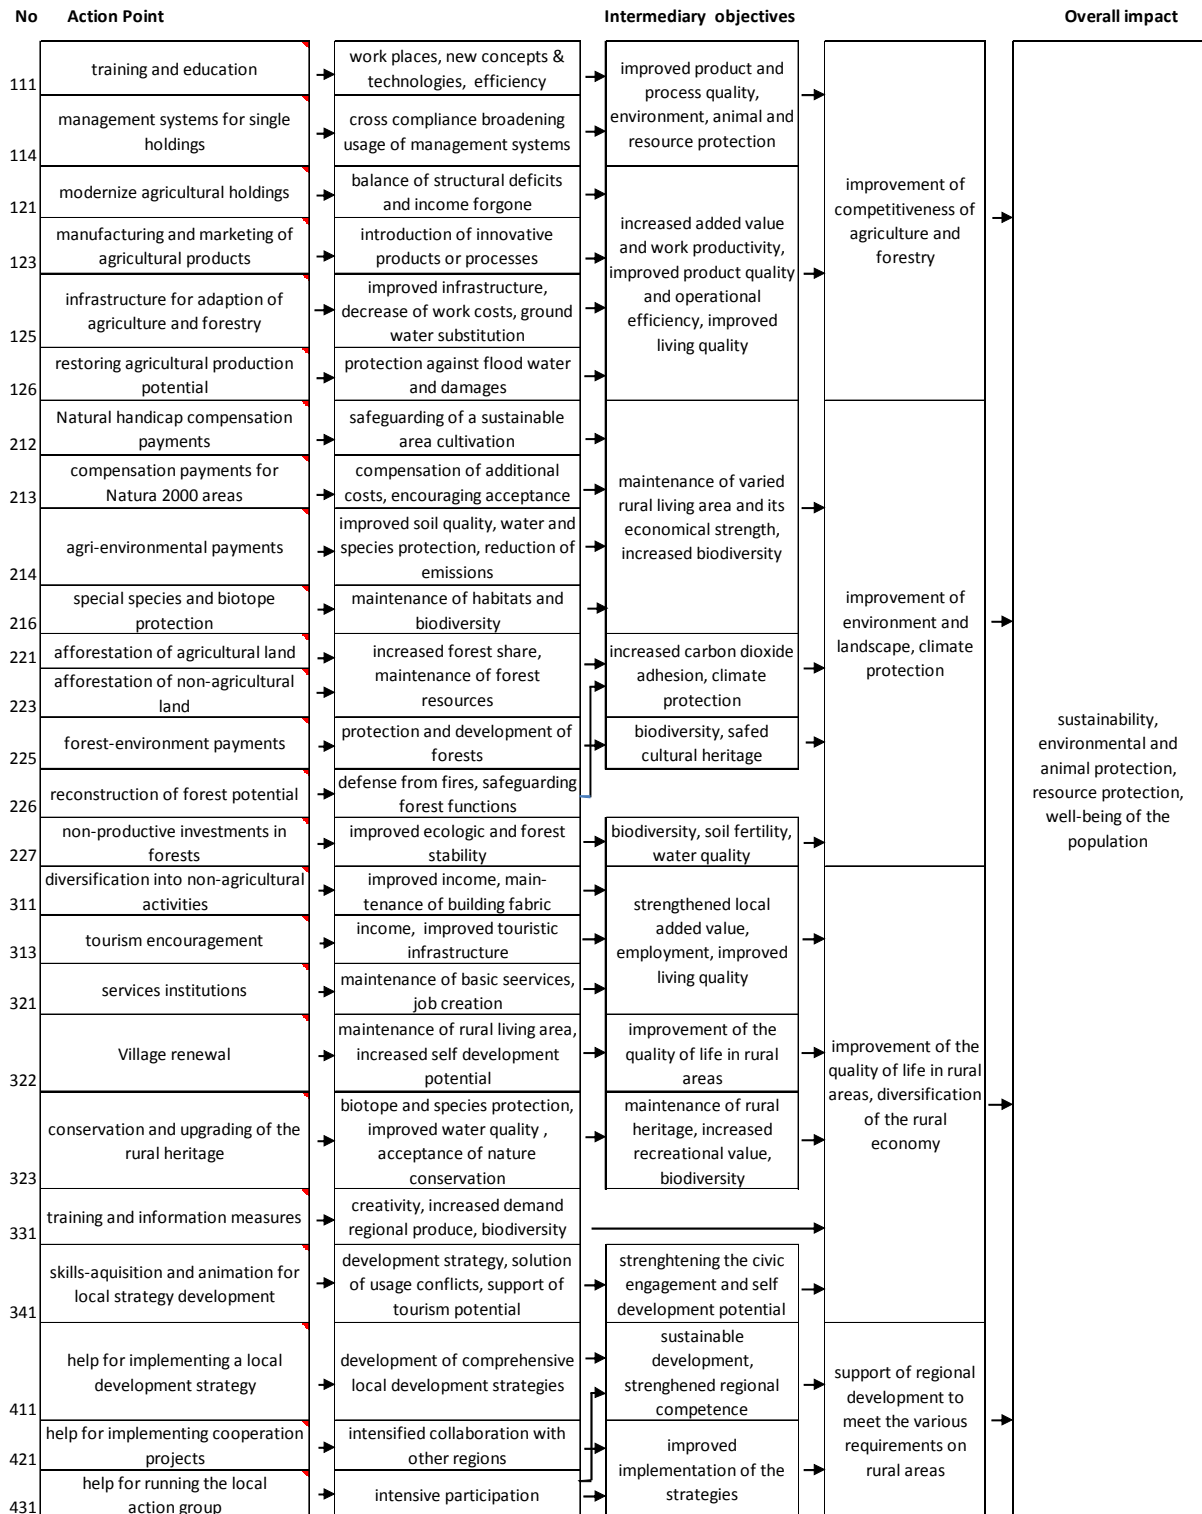 No Action Point Intermediary objectives Overall impact
111
training and education
work places, new concepts &
technologies, efficiency
improved product and
process quality,
environment, animal and
resource protection
114
management systems for single
holdings
cross compliance broadening
usage of management systems
121
modernize agricultural holdings
balance of structural deficits
and income forgone
increased added value
and work productivity,
improved product quality
and operational
efficiency, improved
living quality
improvement of
competitiveness of
agriculture and
forestry
123
manufacturing and marketing of
agricultural products
introduction of innovative
products or processes
125
infrastructure for adaption of
agriculture and forestry
improved infrastructure,
decrease of work costs, ground
water substitution
126
restoring agricultural production
potential
protection against flood water
and damages
212
Natural handicap compensation
payments
safeguarding of a sustainable
area cultivation
maintenance of varied
rural living area and its
economical strength,
increased biodiversity
213
compensation payments for
Natura 2000 areas
compensation of additional
costs, encouraging acceptance
214
agri-environmental payments
improved soil quality, water and
species protection, reduction of
emissions
216
special species and biotope
protection
maintenance of habitats and
biodiversity
improvement of
environment and
landscape, climate
protection
221
afforestation of agricultural land
increased forest share,
maintenance of forest
resources
increased carbon dioxide
adhesion, climate
protection
223
afforestation of non-agricultural
land
225
forest-environment payments
protection and development of
forests
biodiversity, safed
cultural heritage
sustainability,
environmental and
animal protection,
resource protection,
well-being of the
population
226
reconstruction of forest potential
defense from fires, safeguarding
forest functions
227
non-productive investments in
forests
improved ecologic and forest
stability
biodiversity, soil fertility,
water quality
311
diversification into non-agricultural
activities
improved income, main-
tenance of building fabric
strengthened local
added value,
employment, improved
living quality
313
tourism encouragement
income, improved touristic
infrastructure
321
services institutions
maintenance of basic seervices,
job creation
322
Village renewal
maintenance of rural living area,
increased self development
potential
improvement of the
quality of life in rural
areas
improvement of the
quality of life in rural
areas, diversification
of the rural
economy
323
conservation and upgrading of the
rural heritage
biotope and species protection,
improved water quality ,
acceptance of nature
conservation
maintenance of rural
heritage, increased
recreational value,
biodiversity
331
training and information measures
creativity, increased demand
regional produce, biodiversity
341
skills-aquisition and animation for
local strategy development
development strategy, solution
of usage conflicts, support of
tourism potential
strenghtening the civic
engagement and self
development potential
411
help for implementing a local
development strategy
development of comprehensive
local development strategies
sustainable
development,
strenghened regional
competence
support of regional
development to
meet the various
requirements on
rural areas
421
help for implementing cooperation
projects
intensified collaboration with
other regions
improved
implementation of the
strategies
431
help for running the local
action group
intensive participation